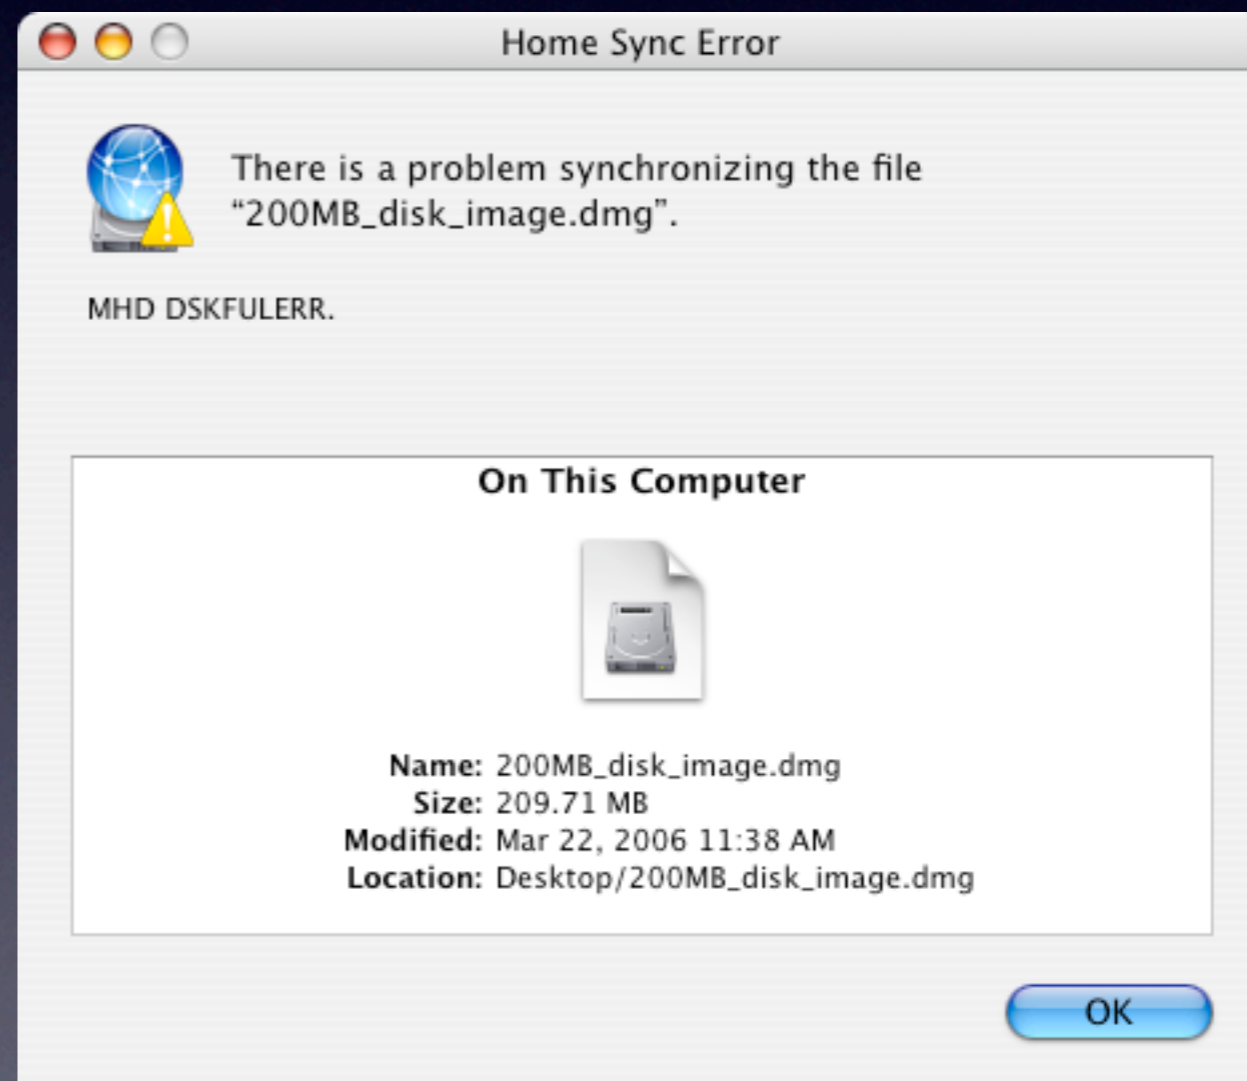 Home Sync Error
There is a problem synchronizing the file
“200MB_disk_image.dmg”.
MHD DSKFULERR.
On This Computer
Name: 200MB_disk_image.dmg
Size: 209.71 MB
Modified: Mar 22, 2006 11:38 AM
Location: Desktop/200MB_disk_image.dmg
OK